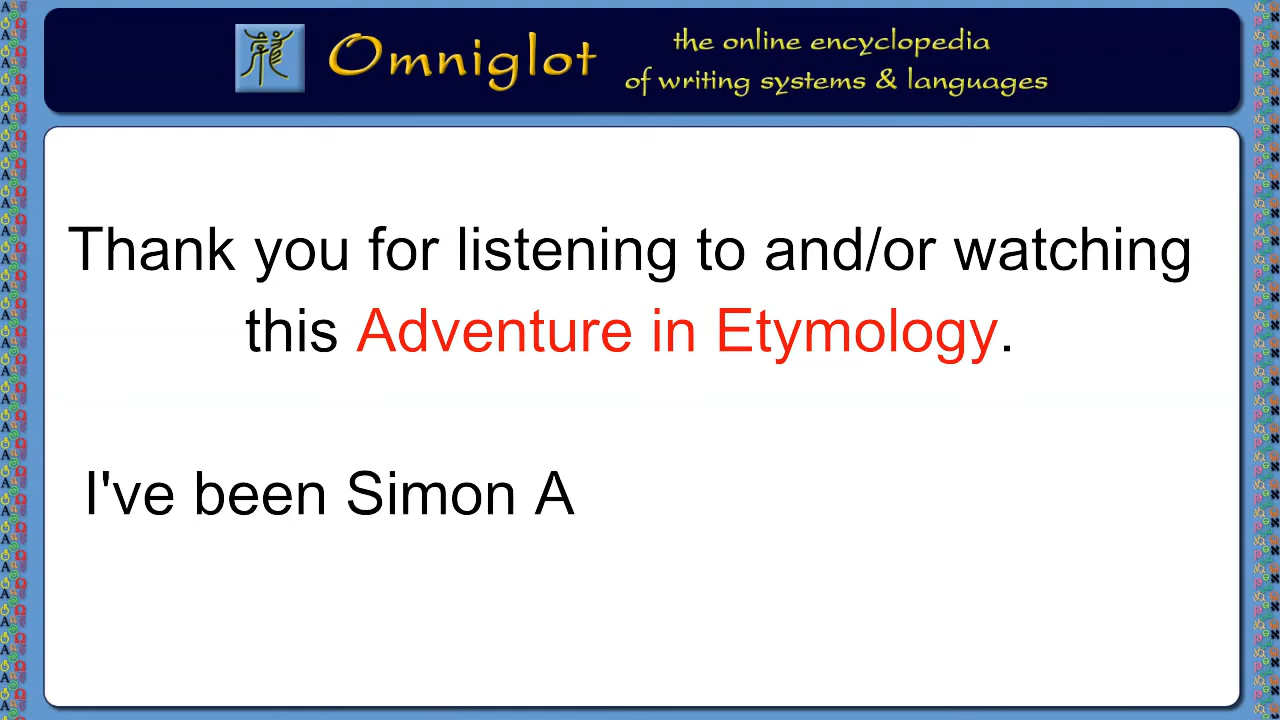 Omniglot
the online encyclopedia
of writing systems & languages
Thank you for listening to and/or watching
this Adventure in Etymology.
I've been Simon A